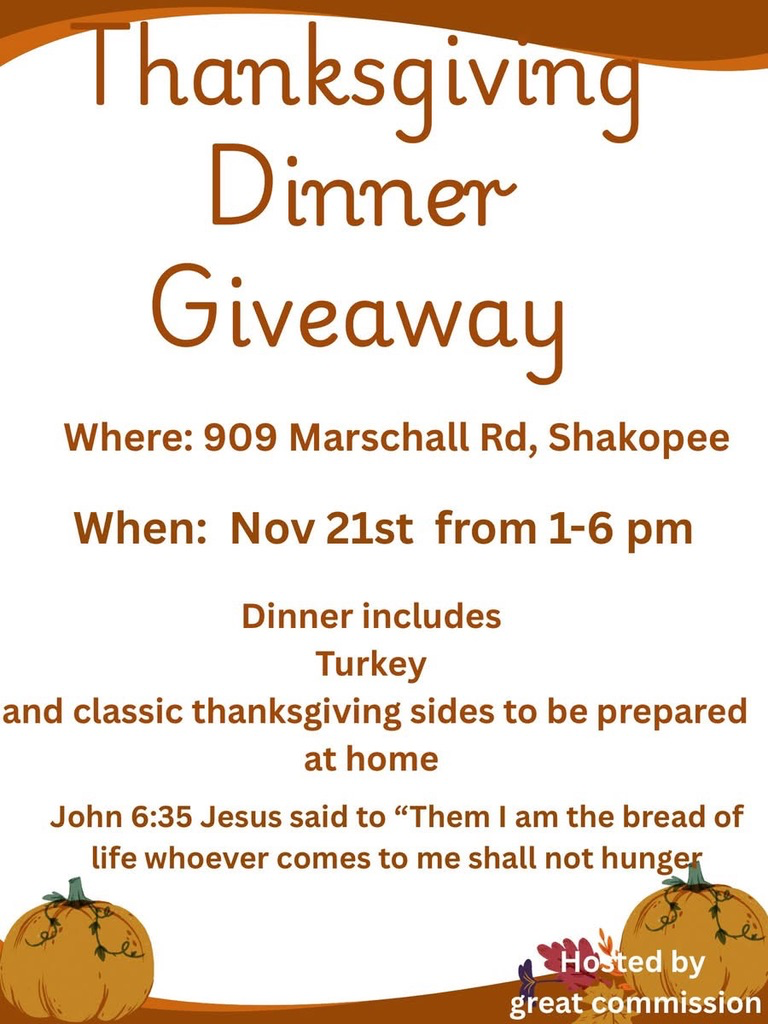 Thanksgiving
Dinner
Giveaway
Where: 909 Marschall Rd, Shakopee
When: Nov 21st from 1-6 pm
Dinner includes
Turkey
and classic thanksgiving sides to be prepared
at home
John 6:35 Jesus said to “Them I am the bread of
life whoever comes to me shall not hunger
Hosted by
great commission